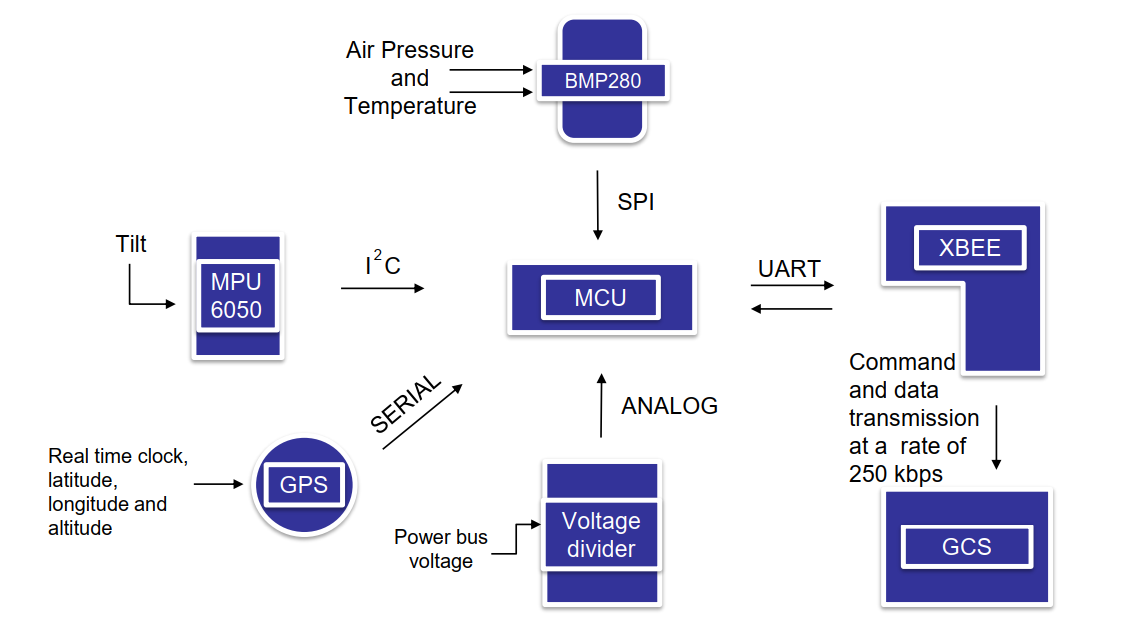 Air Pressure
and
Temperature
BMP280
SPI
Tilt
MPU
6050
I²C
MCU
UART
XBEE
SERIAL
ANALOG
Command
and data
transmission
at a rate of
250 kbps
Real time clock,
latitude,
longitude and
altitude
GPS
Power bus
voltage
Voltage
divider
GCS